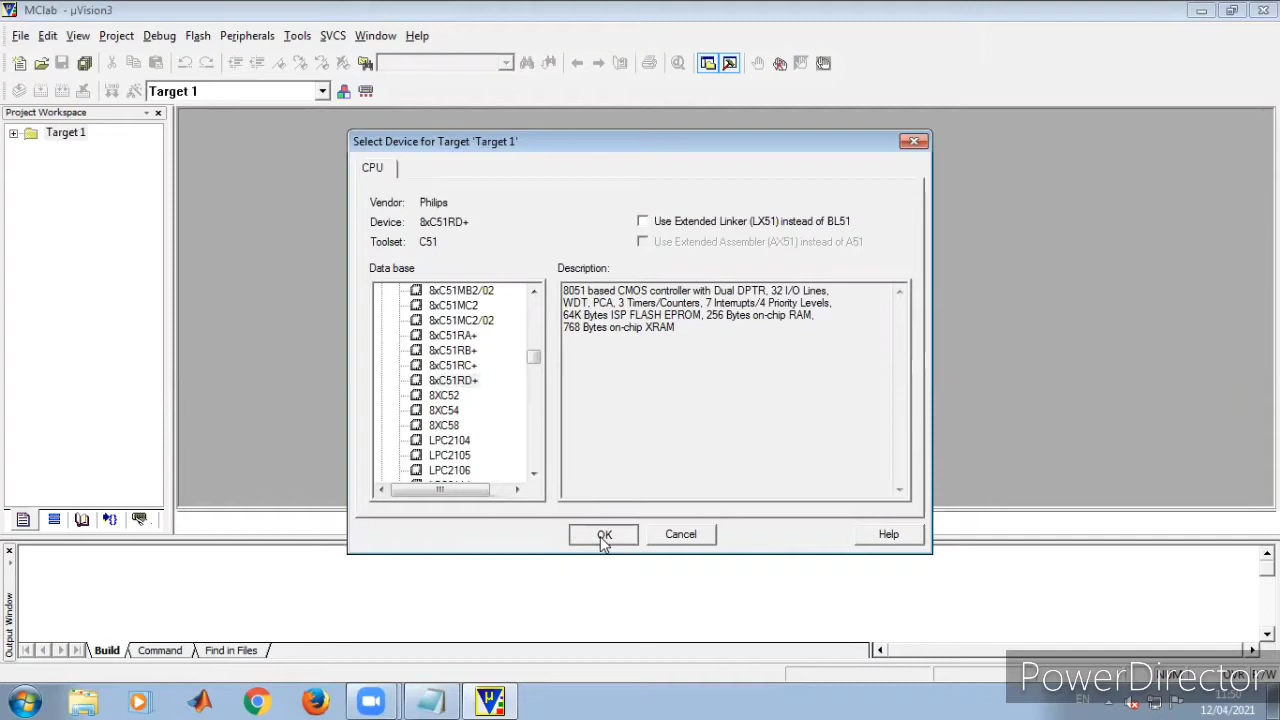 MClab - µVision3
File Edit View Project Debug Flash Peripherals Tools SVCS Window Help
Target 1
Project Workspace
Target 1
Select Device for Target 'Target 1'
CPU
Vendor: Philips
Device: 8xC51RD+
Toolset: C51
Use Extended Linker (LX51) instead of BL51
Use Extended Assembler (AX51) instead of A51
Data base
8xC51MB2/02
8xC51MC2
8xC51MC2/02
8xC51RA+
8xC51RB+
8xC51RC+
8xC51RD+
8XC52
8XC54
8XC58
LPC2104
LPC2105
LPC2106
Description:
8051 based CMOS controller with Dual DPTR, 32 I/O Lines,
WDT, PCA, 3 Timers/Counters, 7 Interrupts/4 Priority Levels,
64K Bytes ISP FLASH EPROM, 256 Bytes on-chip RAM,
768 Bytes on-chip XRAM
OK Cancel Help
Output Window
Build Command Find in Files
PowerDirector
R/W
EN
11:50
12/04/2021